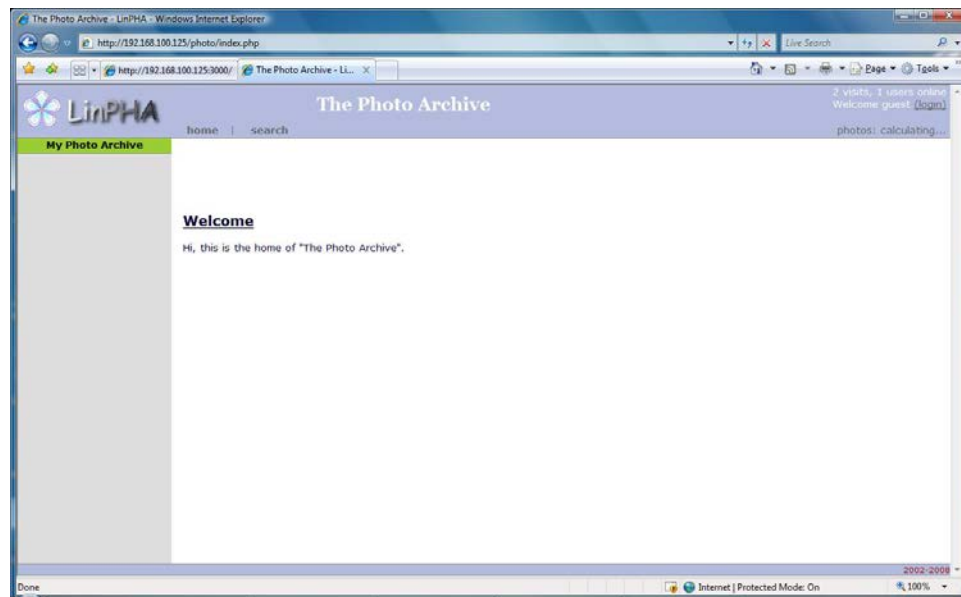 The Photo Archive - LinPHA - Windows Internet Explorer
http://192.168.100.125/photo/index.php
Live Search
http://192.168.100.125:3000/
The Photo Archive - Li...
Page
Tools
LinPHA
The Photo Archive
2 visits, 1 users online
Welcome guest (login)
home | search
photos: calculating...
My Photo Archive
Welcome
Hi, this is the home of "The Photo Archive".
2002-2008
Done
Internet | Protected Mode: On
100%